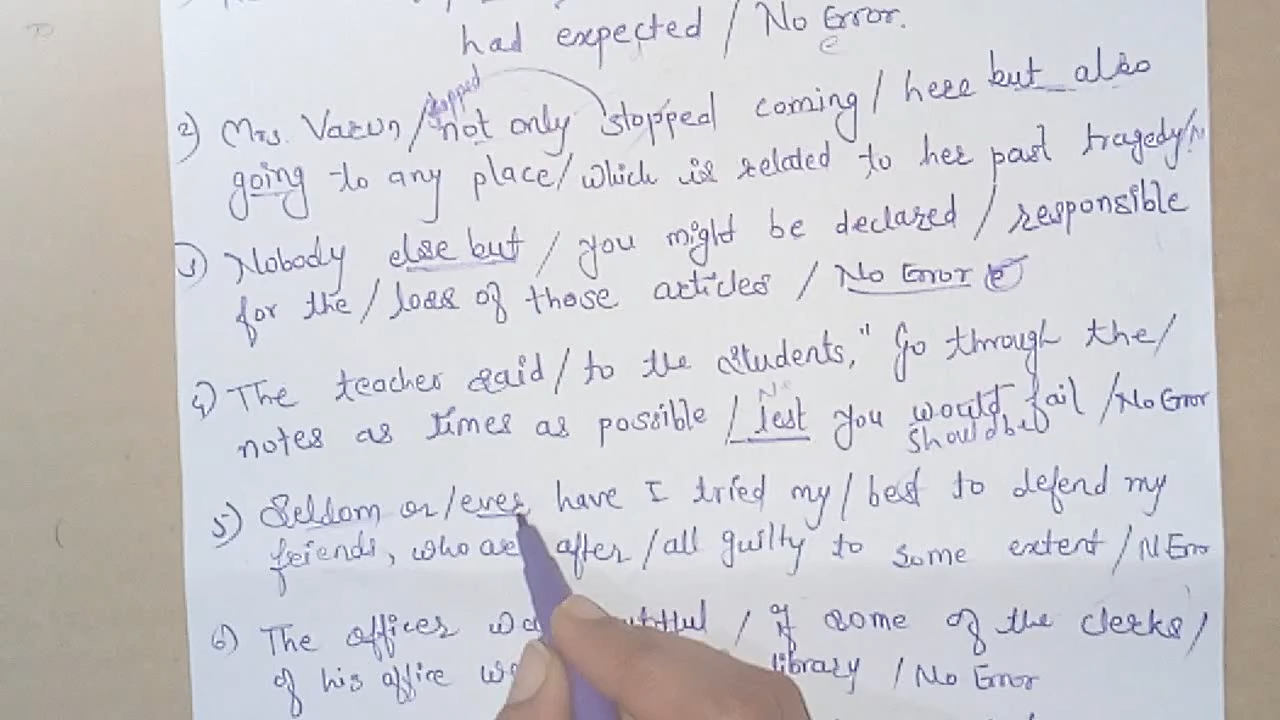 had expected / No Error.
e
stopped
2) Mrs. Varun / not only stopped coming / here but also
going to any place / which is related to her past tragedy /
3) Nobody else but / you might be declared / responsible
for the / loss of those articles / No Error e
4) The teacher said / to the students, " Go through the /
notes as times as possible / lest you would fail / No Error
should be
5) Seldom or / ever have I tried my / best to defend my
friends, who are after / all guilty to some extent / N Error
6) The officer / if some of the clerks /
of his office library / No Error